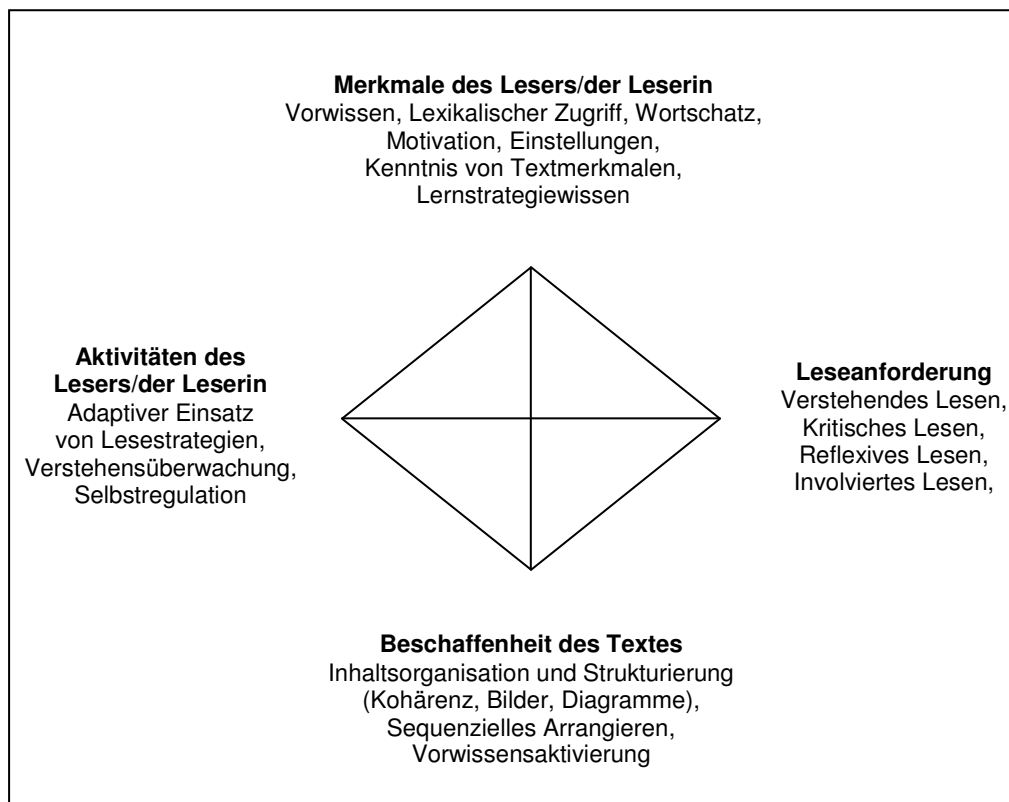 Merkmale des Lesers/der Leserin
Vorwissen, Lexikalischer Zugriff, Wortschatz,
Motivation, Einstellungen,
Kenntnis von Textmerkmalen,
Lernstrategiewissen
Aktivitäten des
Lesers/der Leserin
Adaptiver Einsatz
von Lesestrategien,
Verstehensüberwachung,
Selbstregulation
Leseanforderung
Verstehendes Lesen,
Kritisches Lesen,
Reflexives Lesen,
Involviertes Lesen,
Beschaffenheit des Textes
Inhaltsorganisation und Strukturierung
(Kohärenz, Bilder, Diagramme),
Sequenzielles Arrangieren,
Vorwissensaktivierung